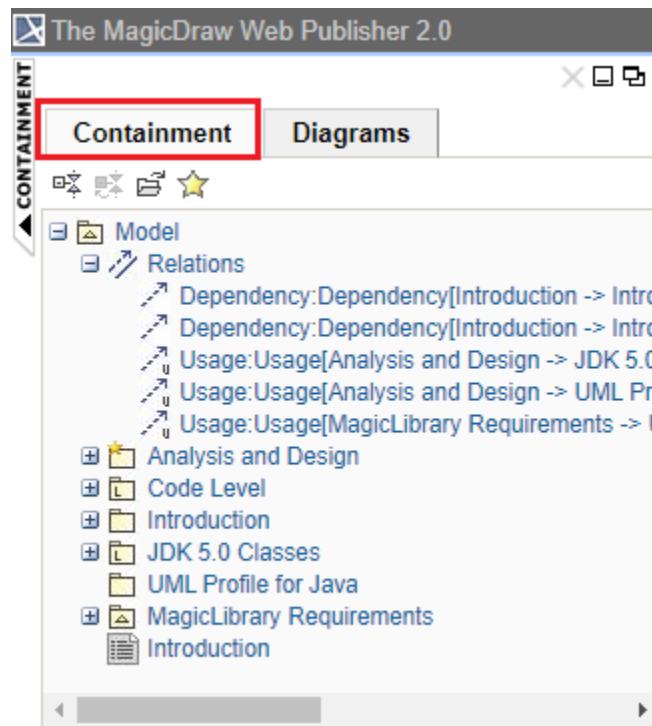 The MagicDraw Web Publisher 2.0
CONTAINMENT
Containment Diagrams
Model
Relations
Dependency:Dependency[Introduction -> Intro
Dependency:Dependency[Introduction -> Intro
Usage:Usage[Analysis and Design -> JDK 5.0
Usage:Usage[Analysis and Design -> UML Pr
Usage:Usage[MagicLibrary Requirements ->
Analysis and Design
Code Level
Introduction
JDK 5.0 Classes
UML Profile for Java
MagicLibrary Requirements
Introduction